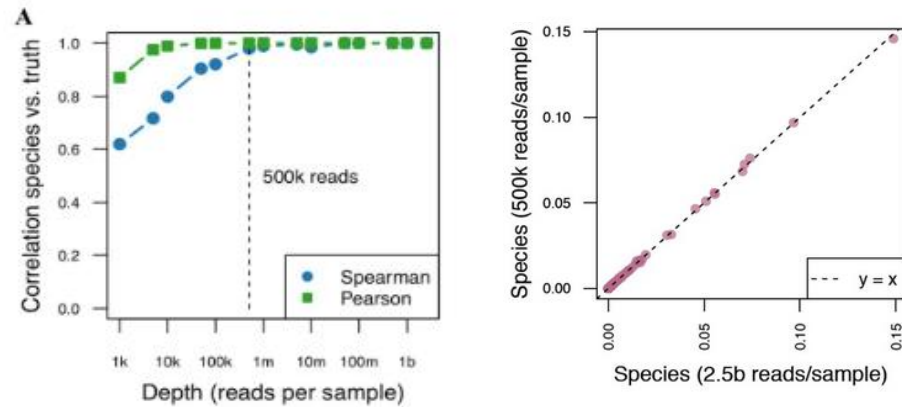 A
Correlation species vs. truth
1.0
0.8
0.6
0.4
0.2
0.0
500k reads
Spearman
Pearson
1k 10k 100k 1m 10m 100m 1b
Depth (reads per sample)
Species (500k reads/sample)
0.15
0.10
0.05
0.00
y = x
0.00 0.05 0.10 0.15
Species (2.5b reads/sample)